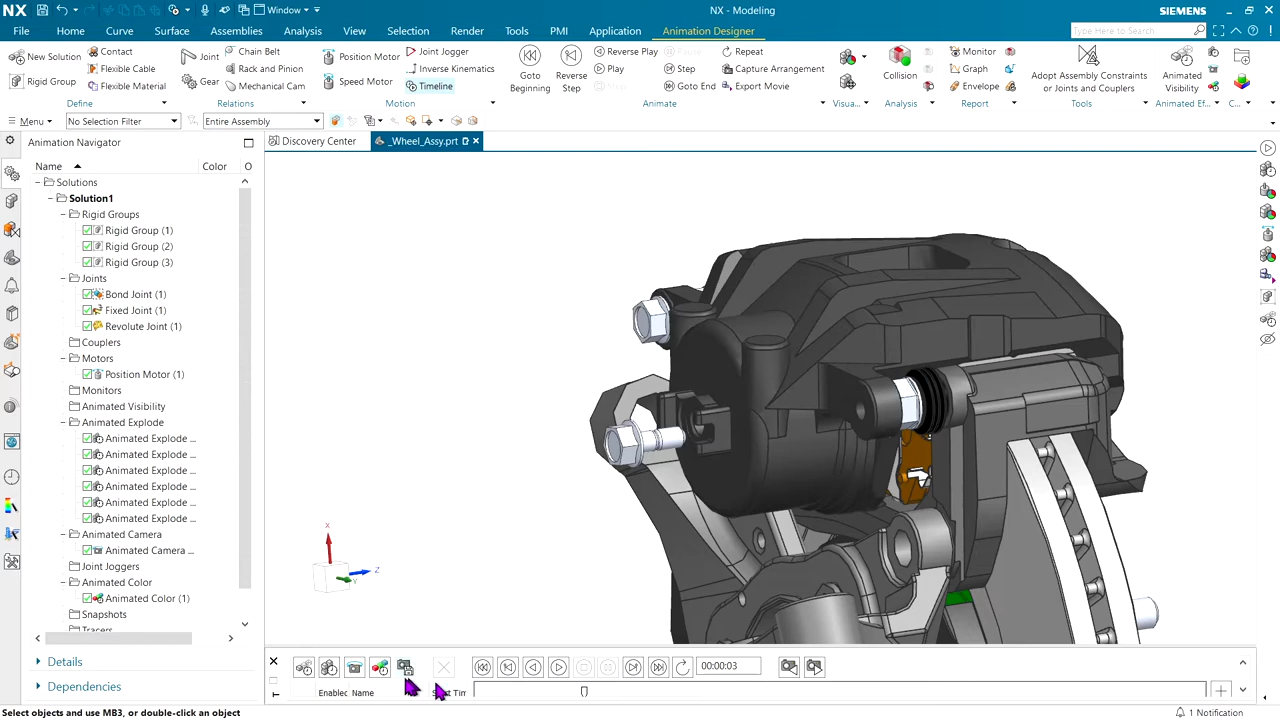 NX
Window
NX - Modeling
SIEMENS
File
Home
Curve
Surface
Assemblies
Analysis
View
Selection
Render
Tools
PMI
Application
Animation Designer
Type Here to Search
New Solution
Rigid Group
Contact
Flexible Cable
Flexible Material
Joint
Gear
Chain Belt
Rack and Pinion
Mechanical Cam
Position Motor
Speed Motor
Joint Jogger
Inverse Kinematics
Timeline
Goto Beginning
Reverse Step
Reverse Play
Play
Stop
Pause
Step
Goto End
Repeat
Capture Arrangement
Export Movie
Collision
Monitor
Graph
Envelope
Adopt Assembly Constraints or Joints and Couplers
Animated Visibility
Define
Relations
Motion
Animate
Visua...
Analysis
Report
Tools
Animated Ef...
C...
Menu
No Selection Filter
Entire Assembly
Animation Navigator
Discovery Center
_Wheel_Assy.prt
Name
Color
O
Solutions
Solution1
Rigid Groups
Rigid Group (1)
Rigid Group (2)
Rigid Group (3)
Joints
Bond Joint (1)
Fixed Joint (1)
Revolute Joint (1)
Couplers
Motors
Position Motor (1)
Monitors
Animated Visibility
Animated Explode
Animated Explode ...
Animated Explode ...
Animated Explode ...
Animated Explode ...
Animated Explode ...
Animated Explode ...
Animated Camera
Animated Camera ...
Joint Joggers
Animated Color
Animated Color (1)
Snapshots
Tracers
Details
Dependencies
X
Y
Z
00:00:03
Enabled
Name
Select objects and use MB3, or double-click an object
1 Notification